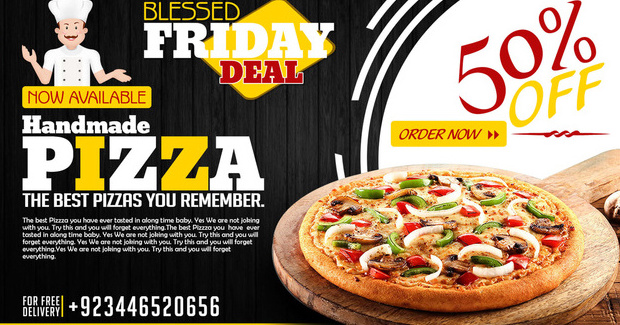 BLESSED
FRIDAY
DEAL
50%
OFF
NOW AVAILABLE
ORDER NOW
Handmade
PIZZA
THE BEST PIZZAS YOU REMEMBER.
The best Pizzza you have ever tasted in along time baby. Yes We are not joking
with you. Try this and you will forget everything.The best Pizzza you have ever
tasted in along time baby. Yes We are not joking with you. Try this and you will
forget everything. Yes We are not joking with you. Try this and you will forget
everything.Yes We are not joking with you. Try this and you will forget
everything.
FOR FREE
DELIVERY
+923446520656